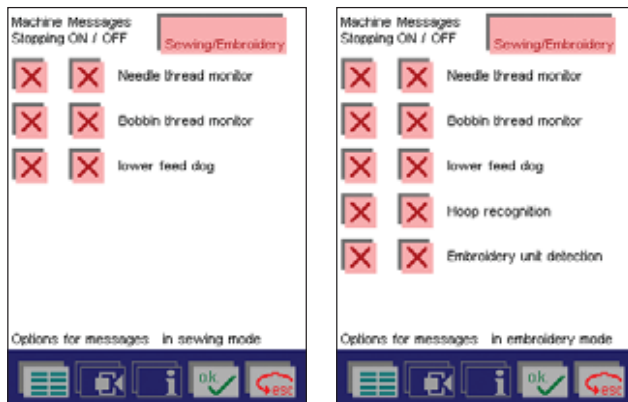 Machine Messages
Stopping ON / OFF
Sewing/Embroidery
Needle thread monitor
Bobbin thread monitor
lower feed dog
Options for messages in sewing mode
i
ok
esc
Machine Messages
Stopping ON / OFF
Sewing/Embroidery
Needle thread monitor
Bobbin thread monitor
lower feed dog
Hoop recognition
Embroidery unit detection
Options for messages in embroidery mode
i
ok
esc